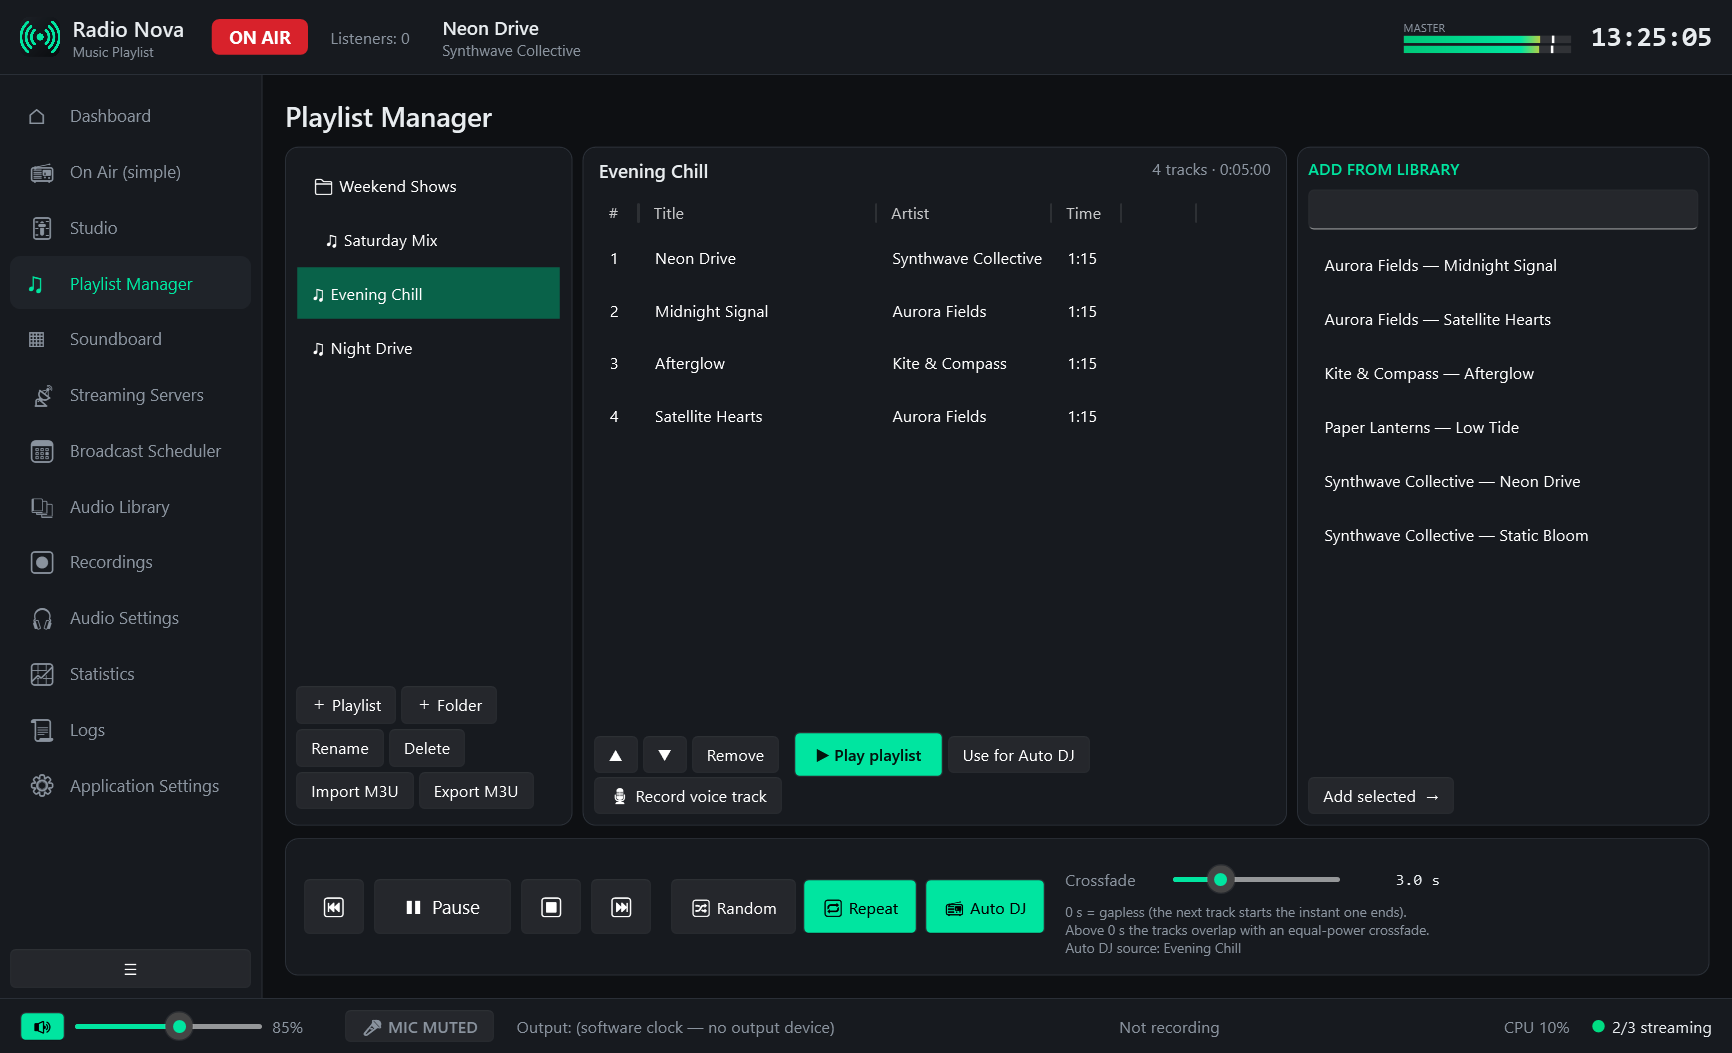 Radio Nova
Music Playlist
ON AIR
Listeners: 0
Neon Drive
Synthwave Collective
MASTER
13:25:05
Dashboard
On Air (simple)
Studio
Playlist Manager
Soundboard
Streaming Servers
Broadcast Scheduler
Audio Library
Recordings
Audio Settings
Statistics
Logs
Application Settings
Playlist Manager
Weekend Shows
Saturday Mix
Evening Chill
Night Drive
+ Playlist
+ Folder
Rename
Delete
Import M3U
Export M3U
Evening Chill
4 tracks · 0:05:00
# Title Artist Time
1 Neon Drive Synthwave Collective 1:15
2 Midnight Signal Aurora Fields 1:15
3 Afterglow Kite & Compass 1:15
4 Satellite Hearts Aurora Fields 1:15
▲ ▼ Remove ▶ Play playlist Use for Auto DJ
Record voice track
ADD FROM LIBRARY
Aurora Fields — Midnight Signal
Aurora Fields — Satellite Hearts
Kite & Compass — Afterglow
Paper Lanterns — Low Tide
Synthwave Collective — Neon Drive
Synthwave Collective — Static Bloom
Add selected →
Pause
Random
Repeat
Auto DJ
Crossfade
3.0 s
0 s = gapless (the next track starts the instant one ends).
Above 0 s the tracks overlap with an equal-power crossfade.
Auto DJ source: Evening Chill
85%
MIC MUTED
Output: (software clock — no output device)
Not recording
CPU 10%
2/3 streaming